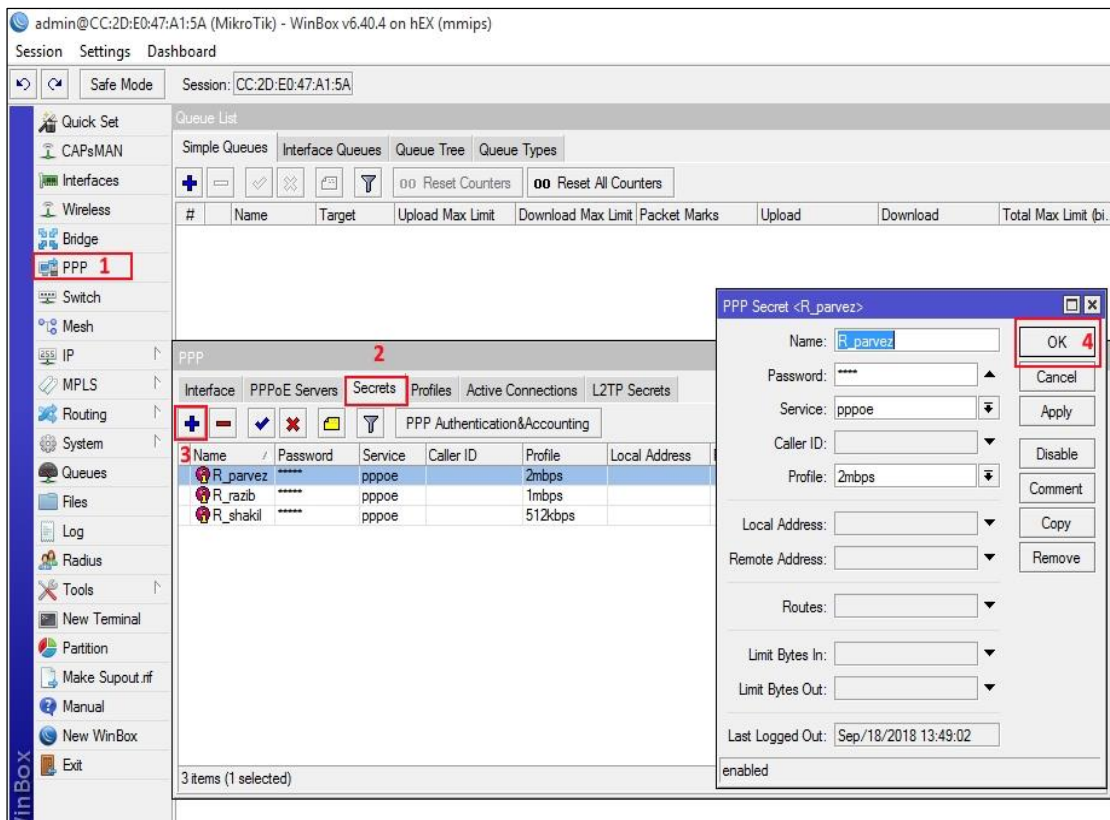 admin@CC:2D:E0:47:A1:5A (MikroTik) - WinBox v6.40.4 on hEX (mmips)
Session Settings Dashboard
Safe Mode Session: CC:2D:E0:47:A1:5A
Quick Set
CAPsMAN
Interfaces
Wireless
Bridge
PPP 1
Switch
Mesh
IP
MPLS
Routing
System
Queues
Files
Log
Radius
Tools
New Terminal
Partition
Make Supout.rif
Manual
New WinBox
Exit
WinBox
Queue List
Simple Queues Interface Queues Queue Tree Queue Types
00 Reset Counters 00 Reset All Counters
# Name Target Upload Max Limit Download Max Limit Packet Marks Upload Download Total Max Limit (bi...
PPP 2
Interface PPPoE Servers Secrets Profiles Active Connections L2TP Secrets
PPP Authentication&Accounting
3 Name / Password Service Caller ID Profile Local Address
R_parvez ***** pppoe 2mbps
R_razib ***** pppoe 1mbps
R_shakil ***** pppoe 512kbps
3 items (1 selected)
PPP Secret <R_parvez>
Name: R_parvez
Password: ****
Service: pppoe
Caller ID:
Profile: 2mbps
Local Address:
Remote Address:
Routes:
Limit Bytes In:
Limit Bytes Out:
Last Logged Out: Sep/18/2018 13:49:02
enabled
OK 4
Cancel
Apply
Disable
Comment
Copy
Remove